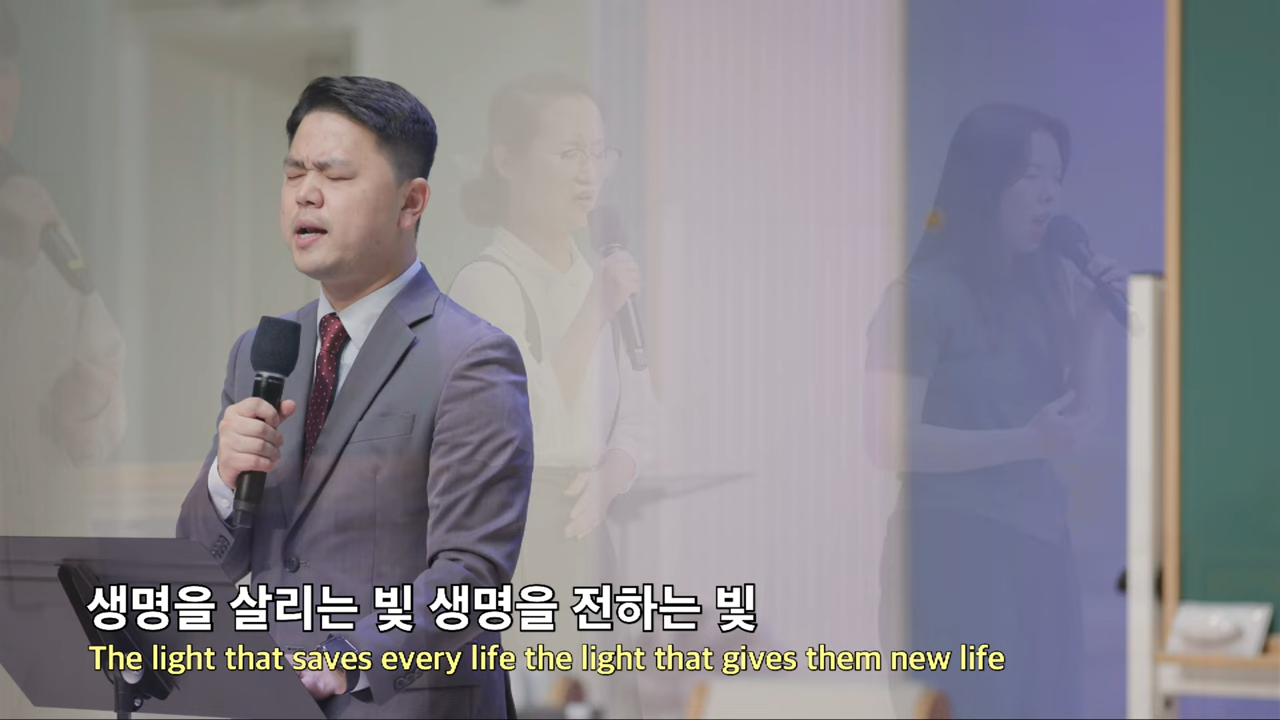 생명을 살리는 빛 생명을 전하는 빛
The light that saves every life the light that gives them new life